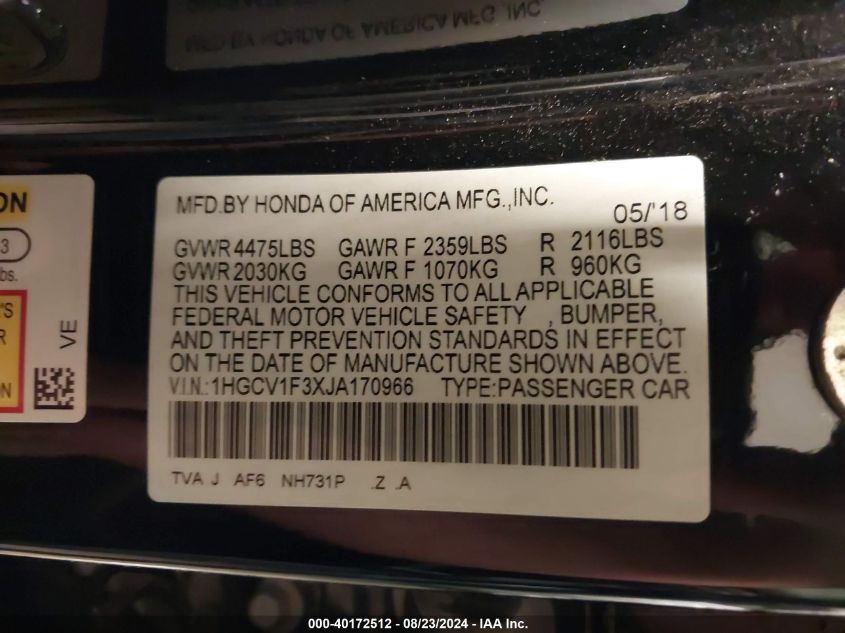 MFD.BY HONDA OF AMERICA MFG.,INC.
MFD.BY HONDA OF AMERICA MFG.,INC.
05/'18
GVWR 4475LBS GAWR F 2359LBS R 2116LBS
GVWR 2030KG GAWR F 1070KG R 960KG
THIS VEHICLE CONFORMS TO ALL APPLICABLE
FEDERAL MOTOR VEHICLE SAFETY , BUMPER,
AND THEFT PREVENTION STANDARDS IN EFFECT
ON THE DATE OF MANUFACTURE SHOWN ABOVE.
V.I.N.:1HGCV1F3XJA170966 TYPE:PASSENGER CAR
TVA J AF6 NH731P .Z .A
ON
3
bs.
'S
R
ON
VE
000-40172512 - 08/23/2024 - IAA Inc.